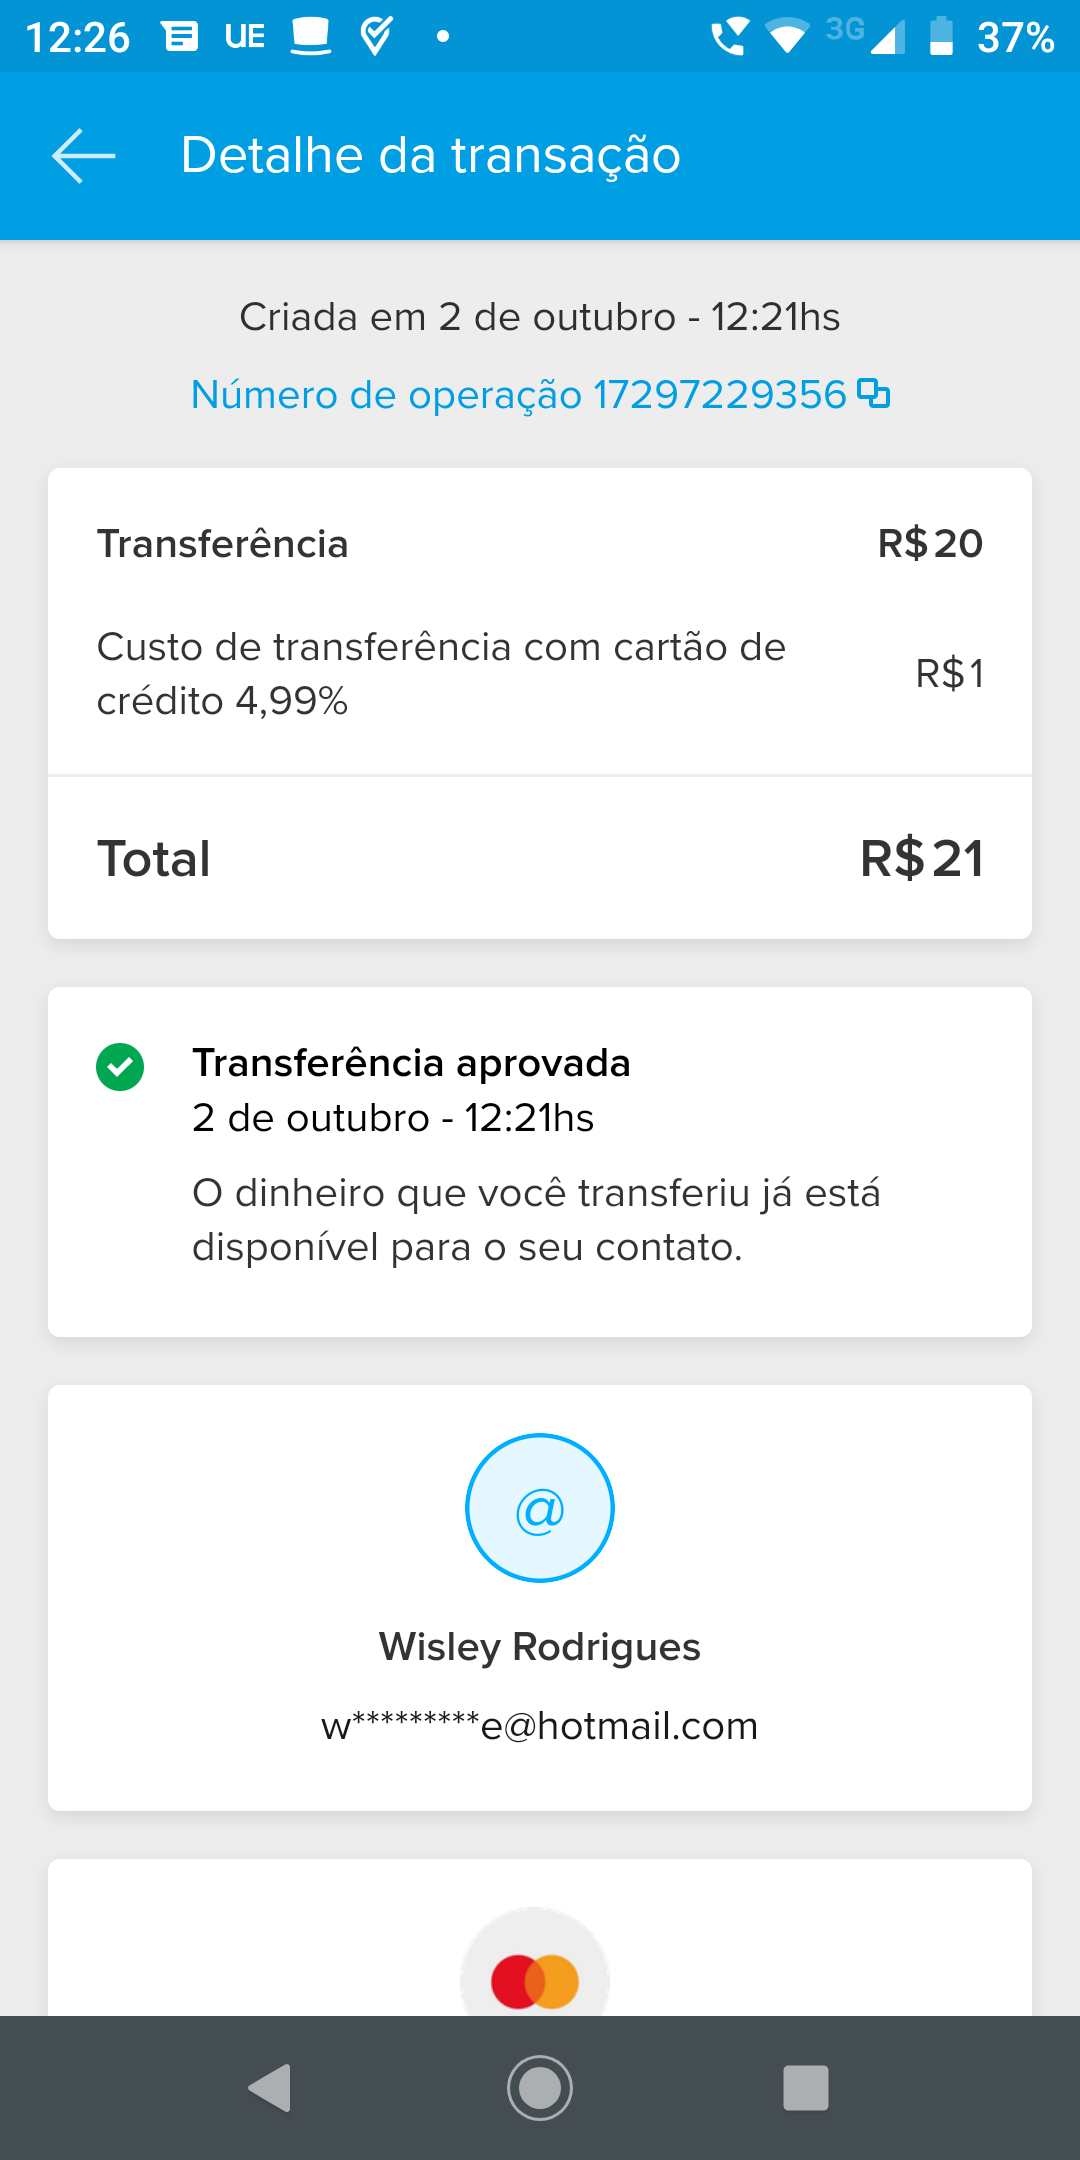 12:26 UE 3G 37%
Detalhe da transação
Criada em 2 de outubro - 12:21hs
Número de operação 17297229356
Transferência R$20
Custo de transferência com cartão de
crédito 4,99% R$1
Total R$21
Transferência aprovada
2 de outubro - 12:21hs
O dinheiro que você transferiu já está
disponível para o seu contato.
@
Wisley Rodrigues
w*********e@hotmail.com